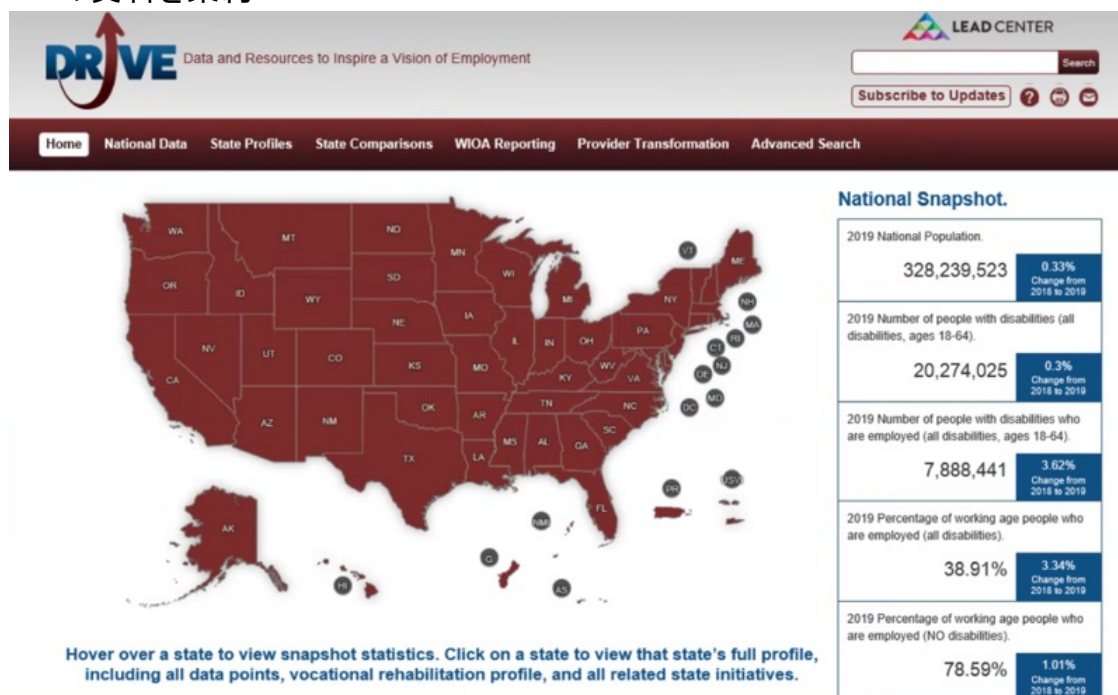 DRIVE
Data and Resources to Inspire a Vision of Employment
LEAD CENTER
Search
Subscribe to Updates
?
Home
National Data
State Profiles
State Comparisons
WIOA Reporting
Provider Transformation
Advanced Search
WA
MT
ND
MN
VT
ME
OR
ID
WY
SD
WI
MI
NY
NH
MA
RI
CT
NJ
DE
MD
DC
NE
IA
PA
NV
UT
CO
KS
MO
IL
IN
OH
WV
VA
KY
CA
AZ
NM
OK
AR
TN
NC
SC
MS
AL
GA
LA
TX
FL
PR
USVI
NMI
G
AS
AK
HI
Hover over a state to view snapshot statistics. Click on a state to view that state's full profile,
including all data points, vocational rehabilitation profile, and all related state initiatives.
National Snapshot.
2019 National Population.
328,239,523
0.33%
Change from
2018 to 2019
2019 Number of people with disabilities (all
disabilities, ages 18-64).
20,274,025
0.3%
Change from
2018 to 2019
2019 Number of people with disabilities who
are employed (all disabilities, ages 18-64).
7,888,441
3.62%
Change from
2018 to 2019
2019 Percentage of working age people who
are employed (all disabilities).
38.91%
3.34%
Change from
2018 to 2019
2019 Percentage of working age people who
are employed (NO disabilities).
78.59%
1.01%
Change from
2018 to 2019